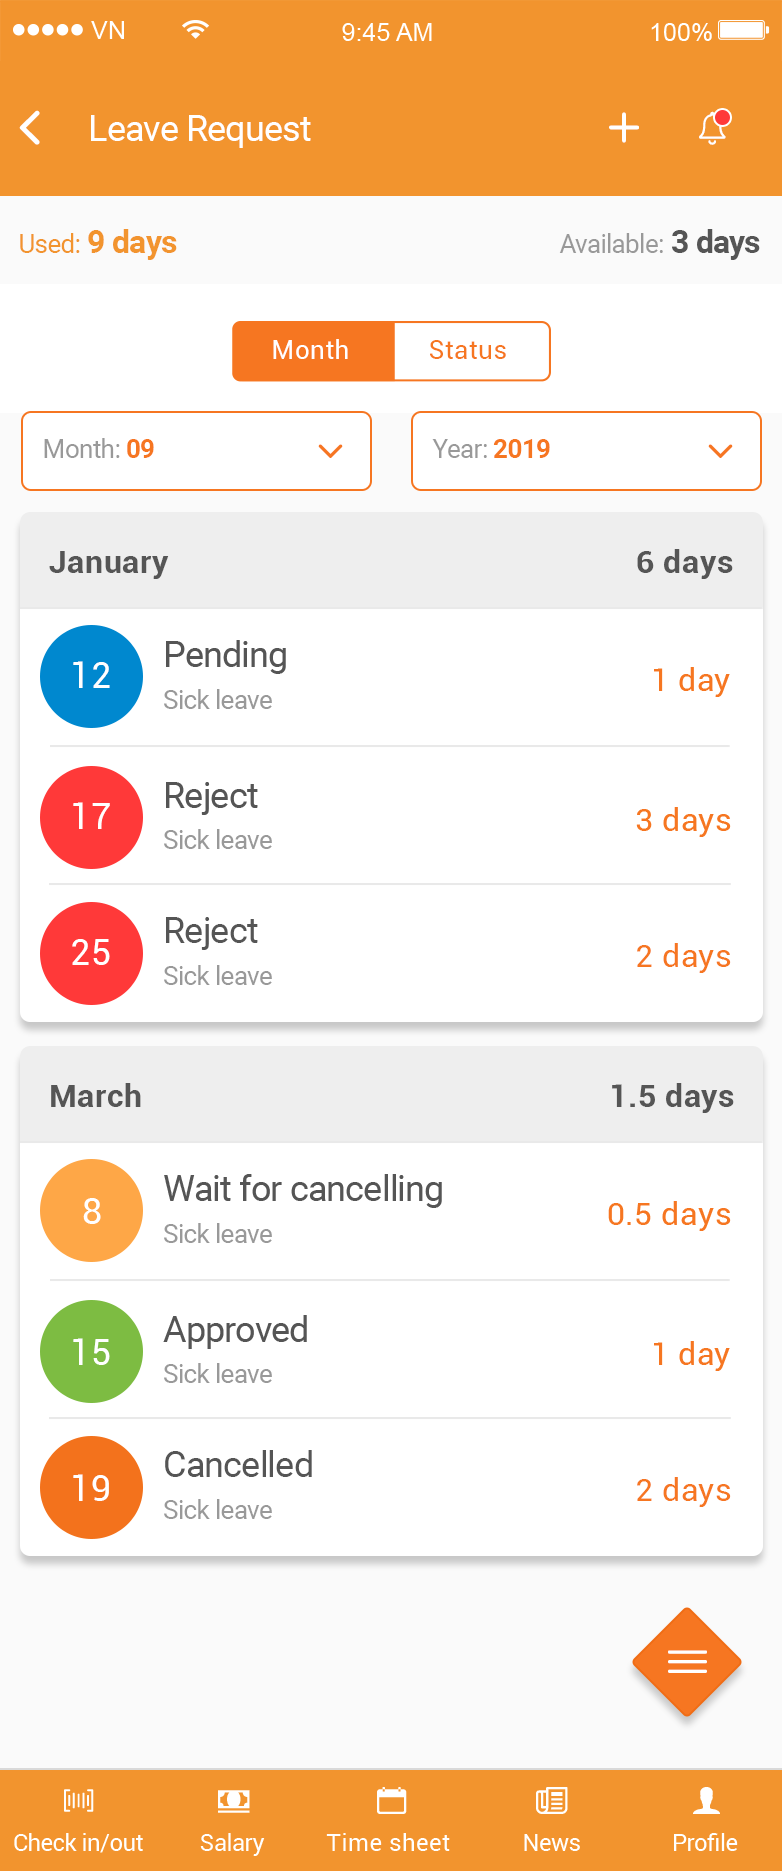 VN 9:45 AM 100%
Leave Request
Used: 9 days Available: 3 days
Month Status
Month: 09 Year: 2019
January 6 days
12 Pending 1 day
Sick leave
17 Reject 3 days
Sick leave
25 Reject 2 days
Sick leave
March 1.5 days
8 Wait for cancelling 0.5 days
Sick leave
15 Approved 1 day
Sick leave
19 Cancelled 2 days
Sick leave
Check in/out Salary Time sheet News Profile